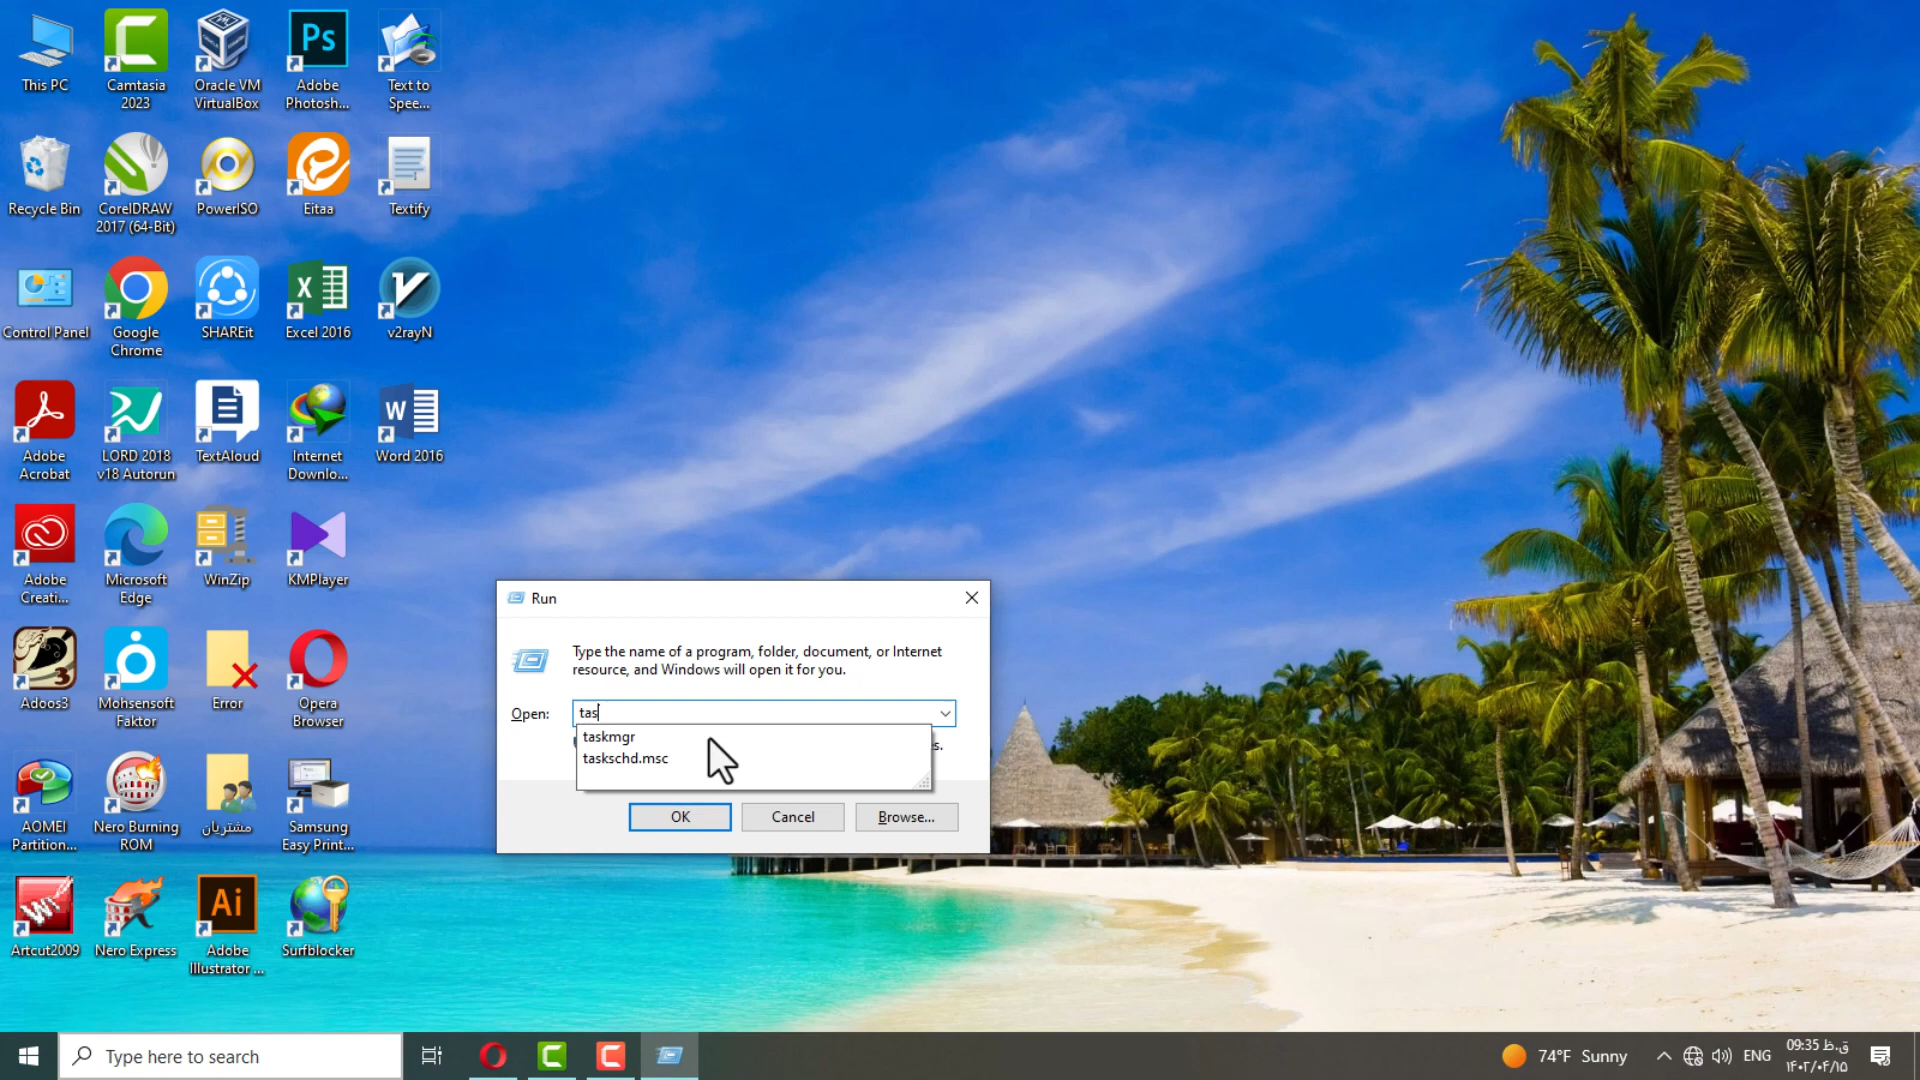 This PC
Camtasia
2023
Oracle VM
VirtualBox
Ps
Adobe
Photosh...
Text to
Spee...
Recycle Bin
CorelDRAW
2017 (64-Bit)
PowerISO
Eitaa
Textify
Control Panel
Google
Chrome
SHAREit
X
Excel 2016
V
v2rayN
Adobe
Acrobat
LORD 2018
v18 Autorun
TextAloud
Internet
Downlo...
W
Word 2016
Adobe
Creati...
Microsoft
Edge
WinZip
KMPlayer
3
Adoos3
Mohsensoft
Faktor
Error
Opera
Browser
AOMEI
Partition...
Nero Burning
ROM
مشتریان
Samsung
Easy Print...
Artcut2009
Nero Express
Ai
Adobe
Illustrator ...
Surfblocker
Run
Type the name of a program, folder, document, or Internet
resource, and Windows will open it for you.
Open:
tas
taskmgr
s.
taskschd.msc
OK
Cancel
Browse...
Type here to search
74°F Sunny
ENG
09:35 ق.ظ
۱۴۰۲/۰۴/۱۵